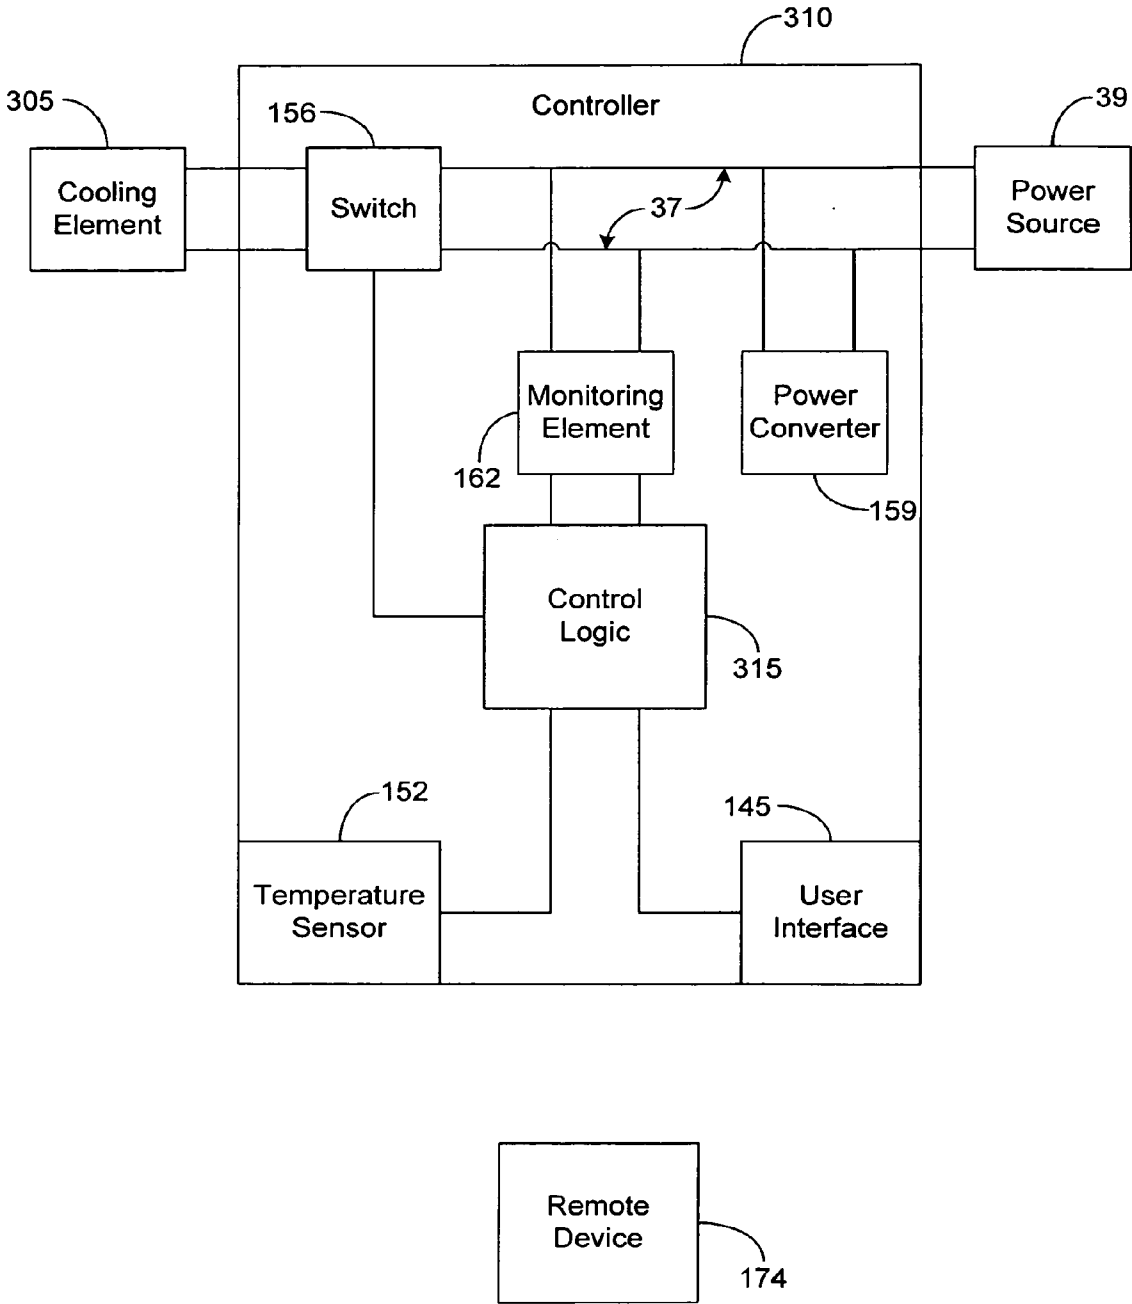 310
Controller
305
156
39
Cooling
Element
Switch
37
Power
Source
Monitoring
Element
Power
Converter
162
159
Control
Logic
315
152
145
Temperature
Sensor
User
Interface
Remote
Device
174